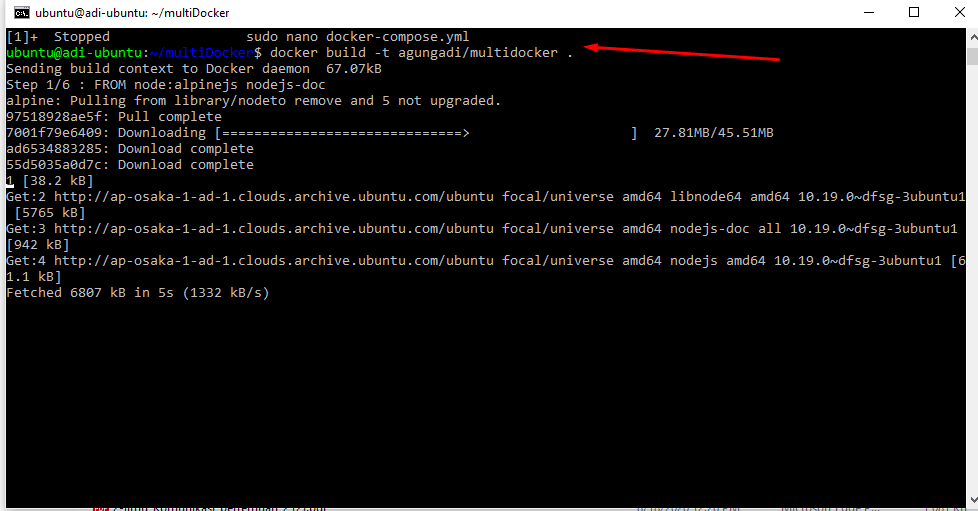 ubuntu@adi-ubuntu: ~/multiDocker
[1]+  Stopped                 sudo nano docker-compose.yml
ubuntu@adi-ubuntu:~/multiDocker$ docker build -t agungadi/multidocker .
Sending build context to Docker daemon  67.07kB
Step 1/6 : FROM node:alpinejs nodejs-doc
alpine: Pulling from library/nodeto remove and 5 not upgraded.
97518928ae5f: Pull complete
7001f79e6409: Downloading [==============================>                    ]  27.81MB/45.51MB
ad6534883285: Download complete
55d5035a0d7c: Download complete
1 [38.2 kB]
Get:2 http://ap-osaka-1-ad-1.clouds.archive.ubuntu.com/ubuntu focal/universe amd64 libnode64 amd64 10.19.0~dfsg-3ubuntu1
[5765 kB]
Get:3 http://ap-osaka-1-ad-1.clouds.archive.ubuntu.com/ubuntu focal/universe amd64 nodejs-doc all 10.19.0~dfsg-3ubuntu1
[942 kB]
Get:4 http://ap-osaka-1-ad-1.clouds.archive.ubuntu.com/ubuntu focal/universe amd64 nodejs amd64 10.19.0~dfsg-3ubuntu1 [6
1.1 kB]
Fetched 6807 kB in 5s (1332 kB/s)